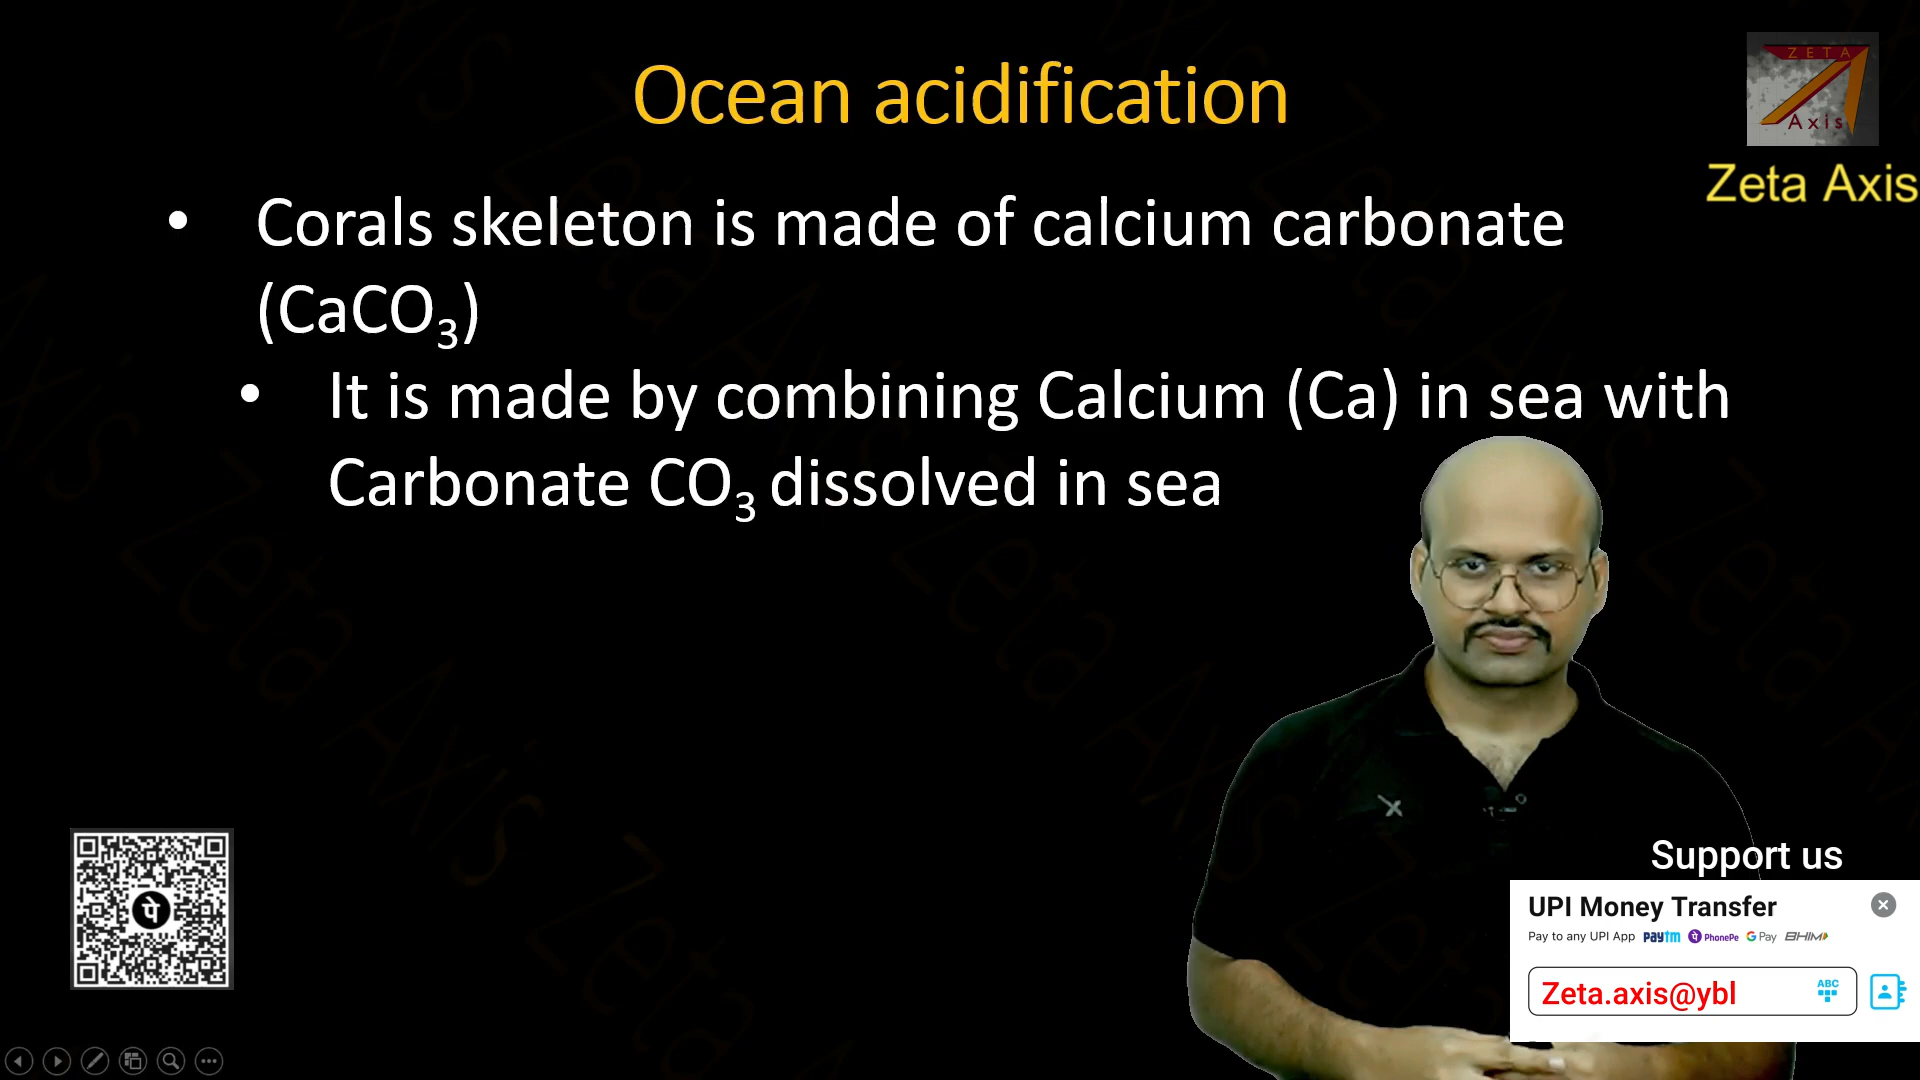 Ocean acidification
ZETA
Axis
Zeta Axis
• Corals skeleton is made of calcium carbonate
(CaCO₃)
• It is made by combining Calcium (Ca) in sea with
Carbonate CO₃ dissolved in sea
पे
Support us
UPI Money Transfer
Pay to any UPI App paytm PhonePe G Pay BHIM
Zeta.axis@ybl
ABC